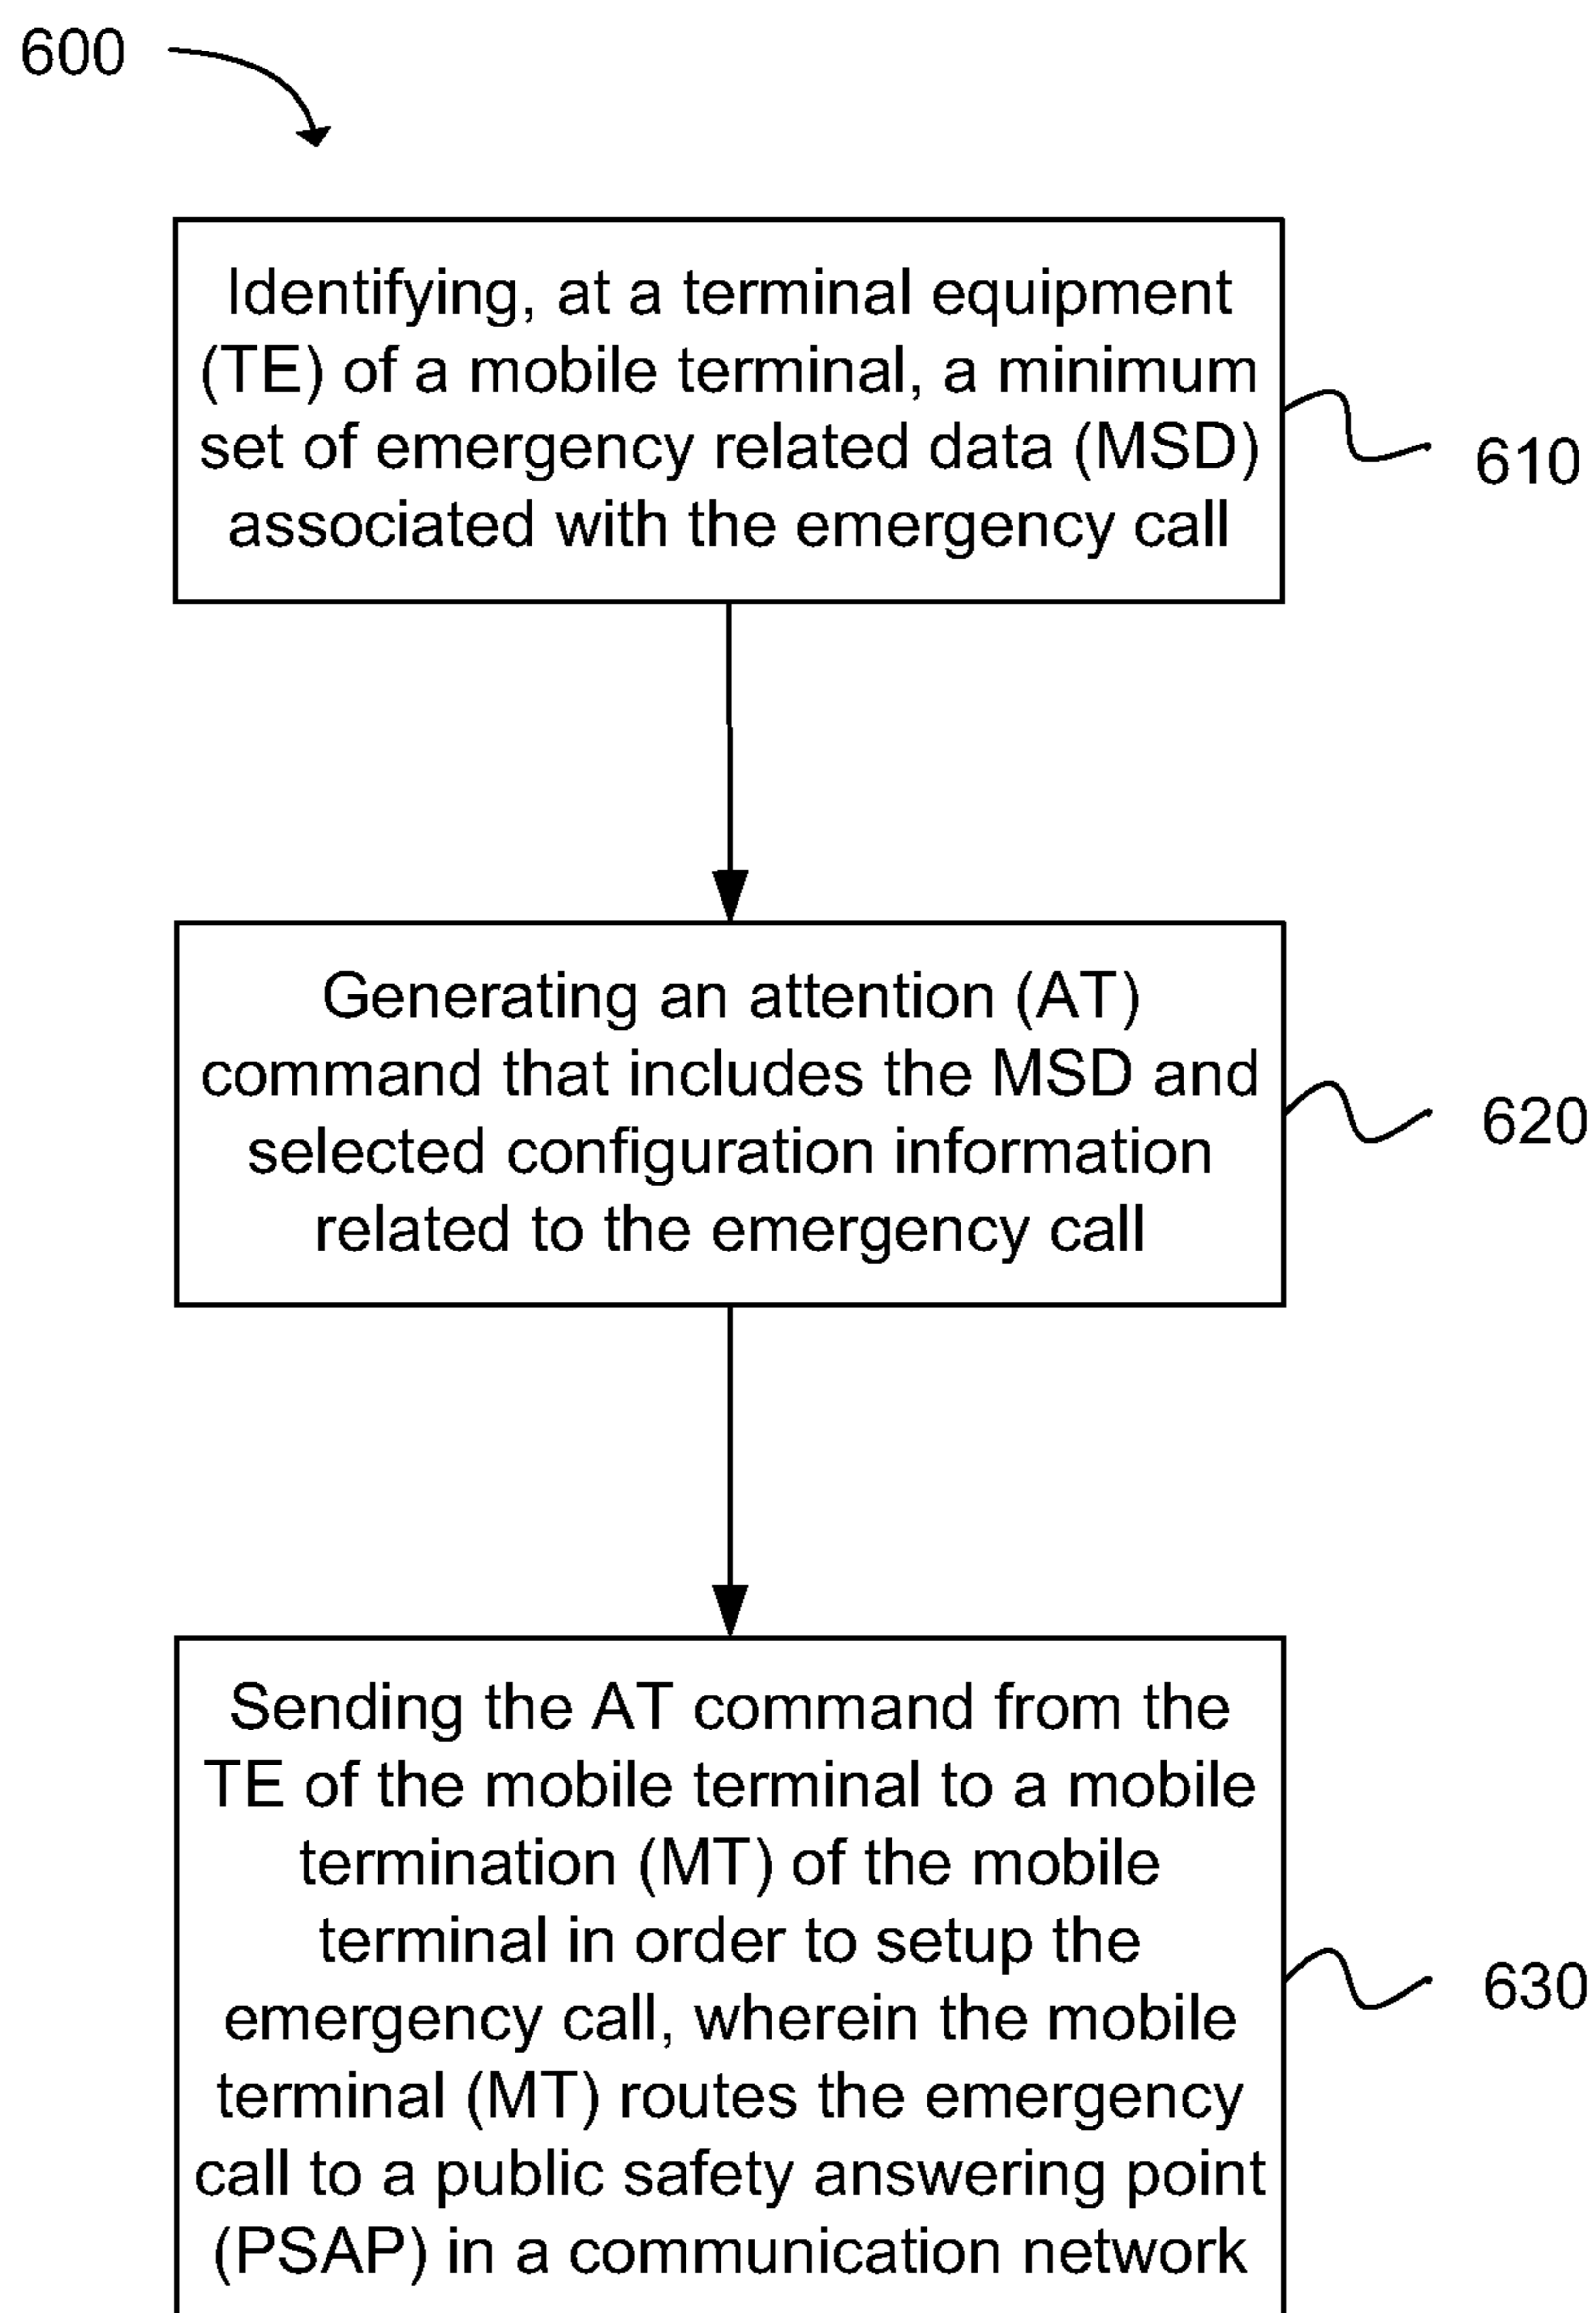 600
Identifying, at a terminal equipment
(TE) of a mobile terminal, a minimum
set of emergency related data (MSD)
associated with the emergency call
610
Generating an attention (AT)
command that includes the MSD and
selected configuration information
related to the emergency call
620
Sending the AT command from the
TE of the mobile terminal to a mobile
termination (MT) of the mobile
terminal in order to setup the
emergency call, wherein the mobile
terminal (MT) routes the emergency
call to a public safety answering point
(PSAP) in a communication network
630